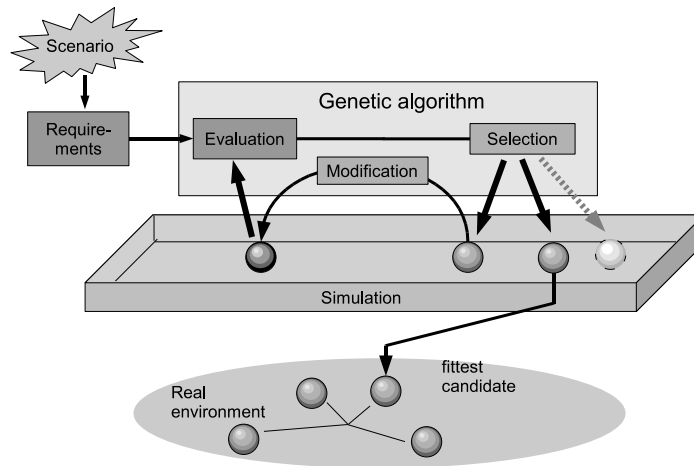 Scenario
Genetic algorithm
Require-
ments
Evaluation
Selection
Modification
Simulation
fittest
candidate
Real
environment